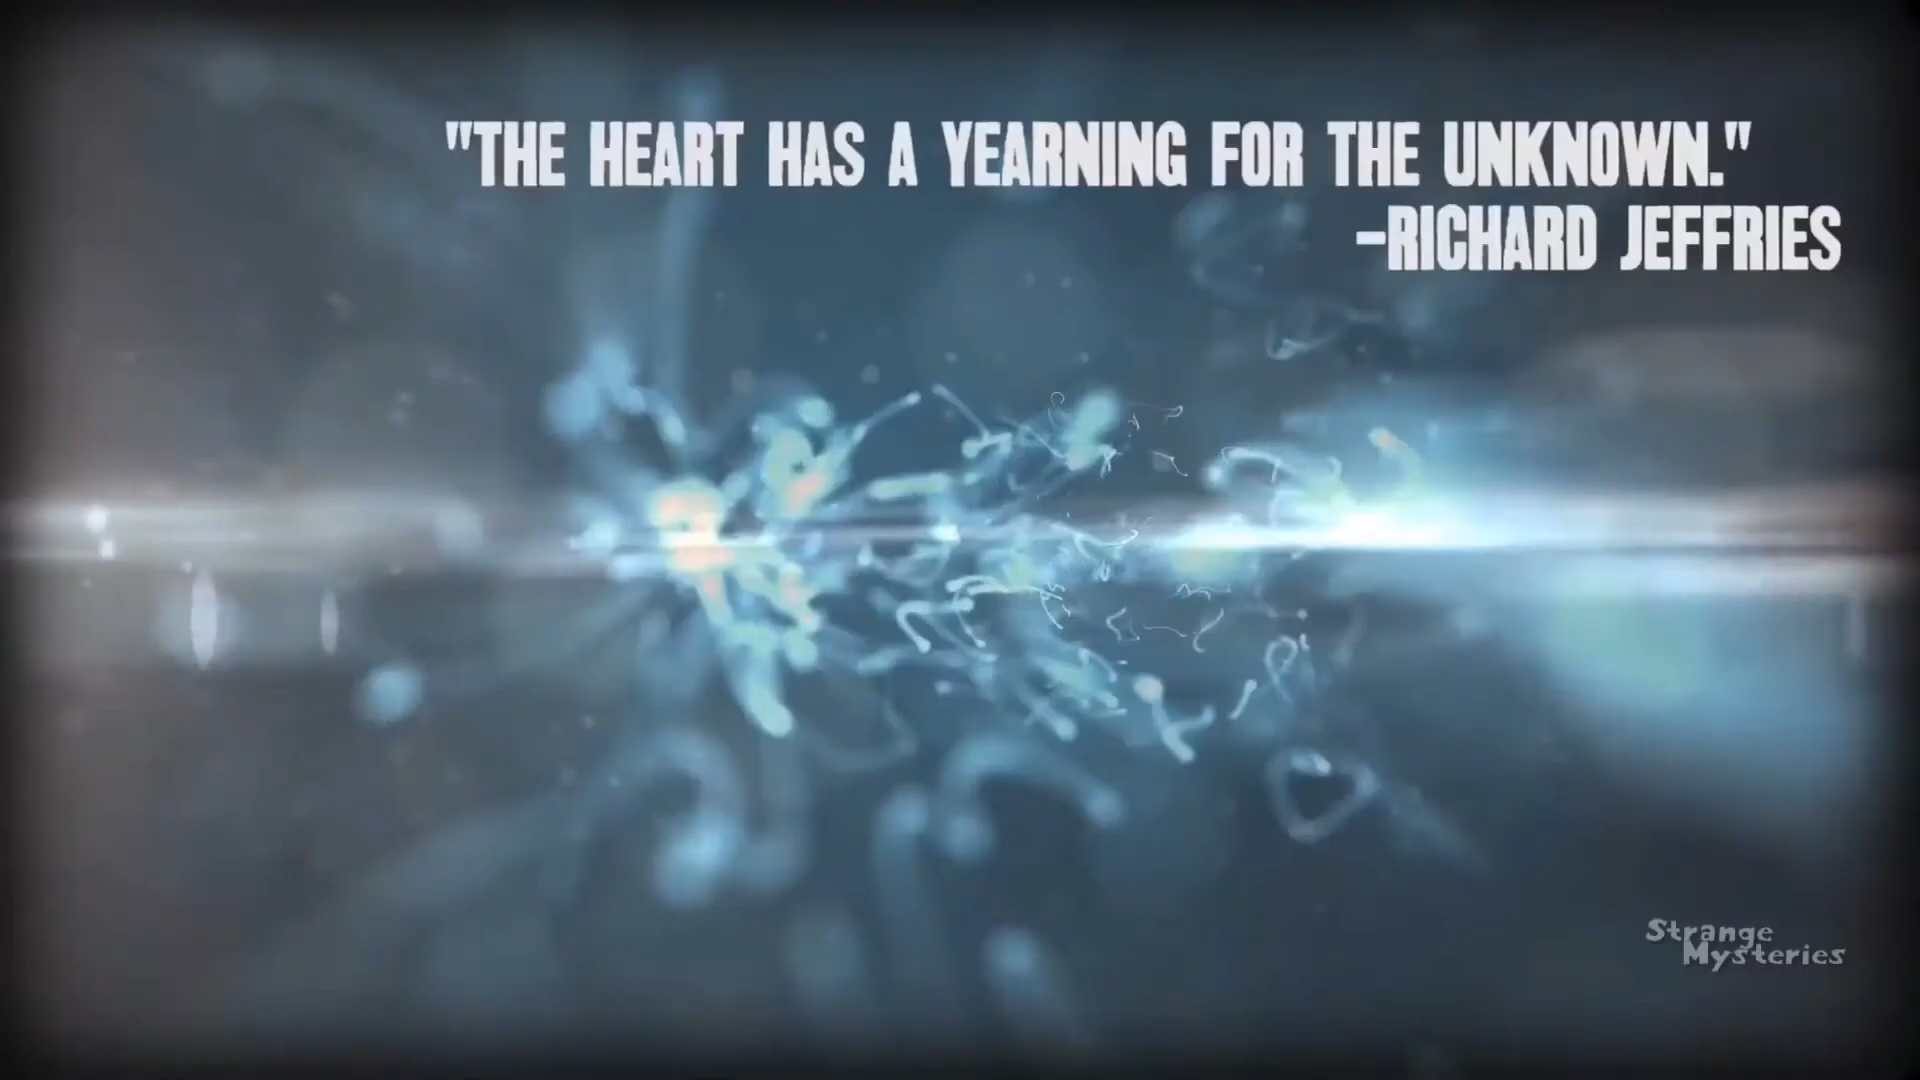 "THE HEART HAS A YEARNING FOR THE UNKNOWN."
-RICHARD JEFFRIES
Strange
Mysteries